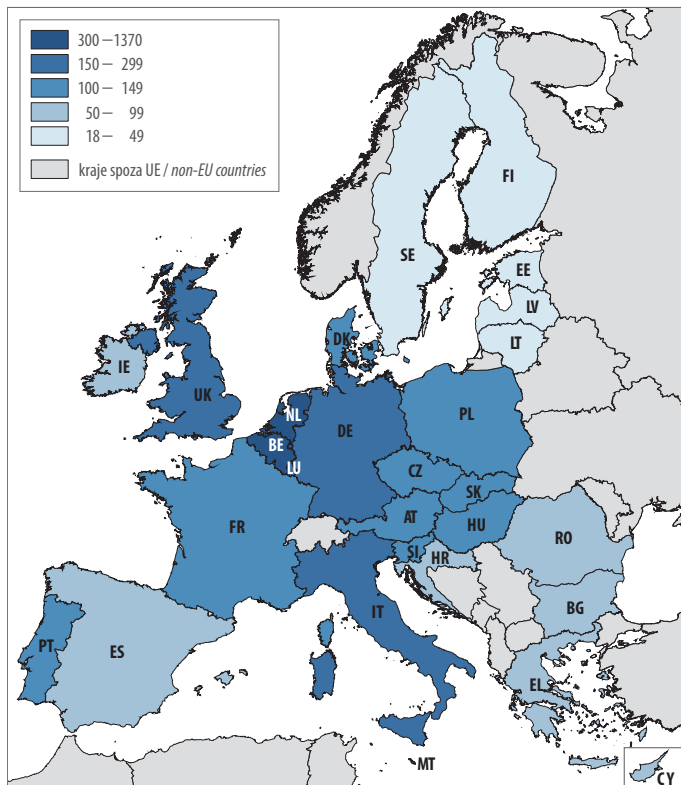 300 – 1370
150 – 299
100 – 149
50 – 99
18 – 49
kraje spoza UE / non-EU countries
FI
SE
EE
LV
LT
DK
IE
UK
NL
DE
PL
BE
LU
CZ
SK
FR
AT
HU
SI
HR
RO
IT
BG
PT
ES
EL
MT
CY